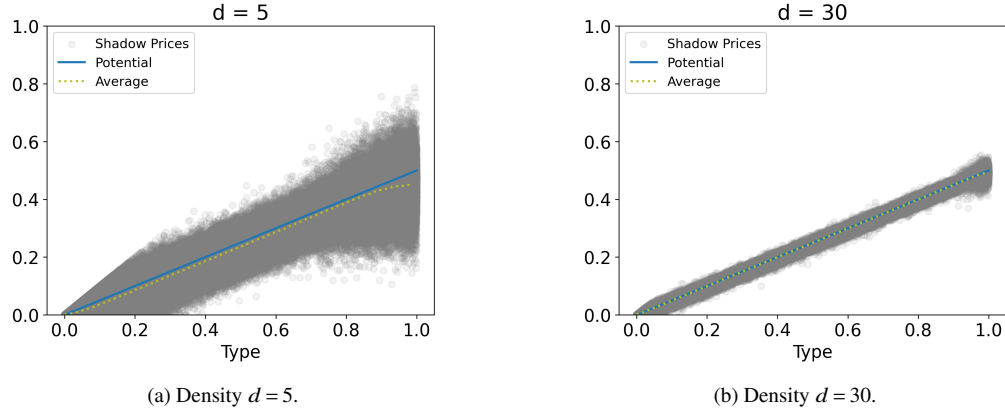 d = 5
1.0
0.8
0.6
0.4
0.2
0.0
Shadow Prices
Potential
Average
0.0 0.2 0.4 0.6 0.8 1.0
Type
(a) Density d = 5.
d = 30
1.0
0.8
0.6
0.4
0.2
0.0
Shadow Prices
Potential
Average
0.0 0.2 0.4 0.6 0.8 1.0
Type
(b) Density d = 30.